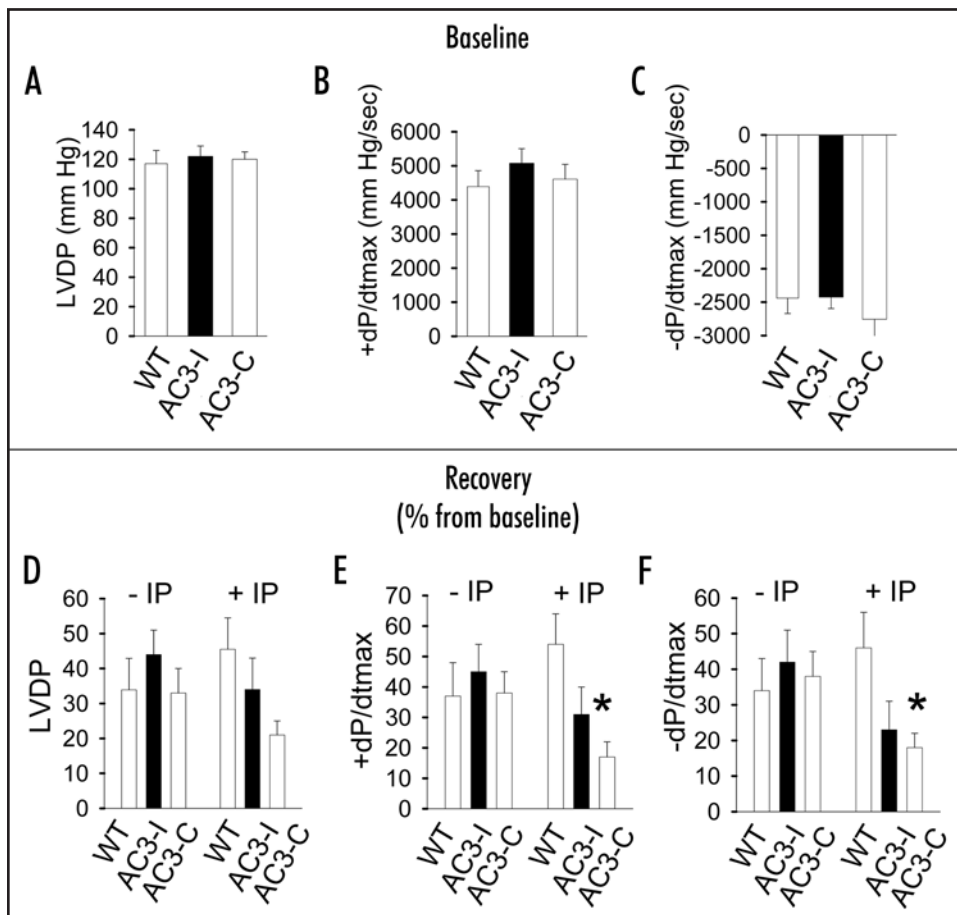 Baseline
A
LVDP (mm Hg)
140
120
100
80
60
40
20
0
WT
AC3-I
AC3-C
B
+dP/dtmax (mm Hg/sec)
6000
5000
4000
3000
2000
1000
0
WT
AC3-I
AC3-C
C
-dP/dtmax (mm Hg/sec)
0
-500
-1000
-1500
-2000
-2500
-3000
WT
AC3-I
AC3-C
Recovery
(% from baseline)
D
LVDP
60
50
40
30
20
10
0
- IP
+ IP
WT
AC3-I
AC3-C
WT
AC3-I
AC3-C
E
+dP/dtmax
70
60
50
40
30
20
10
0
- IP
+ IP
*
WT
AC3-I
AC3-C
WT
AC3-I
AC3-C
F
-dP/dtmax
60
50
40
30
20
10
0
- IP
+ IP
*
WT
AC3-I
AC3-C
WT
AC3-I
AC3-C